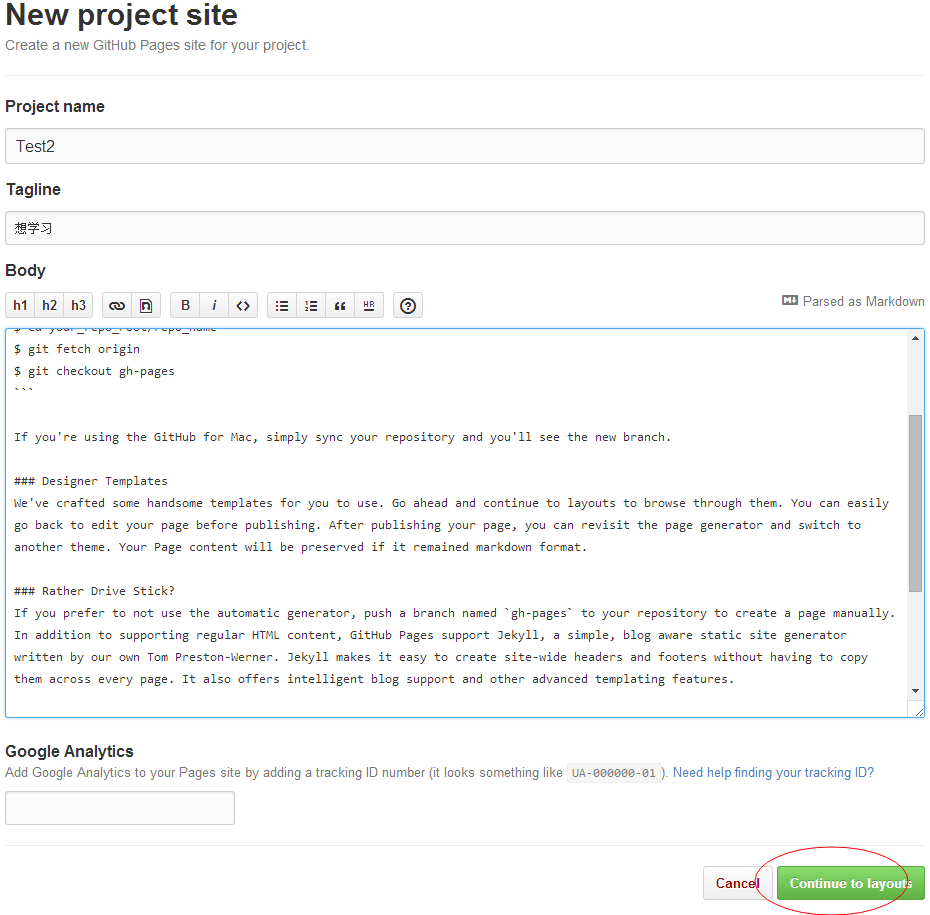 New project site
Create a new GitHub Pages site for your project.
Project name
Test2
Tagline
想学习
Body
h1 h2 h3 B i <> “ HR ?
Parsed as Markdown
$ cd your_repo_root/repo_name
$ git fetch origin
$ git checkout gh-pages
```
If you're using the GitHub for Mac, simply sync your repository and you'll see the new branch.
### Designer Templates
We've crafted some handsome templates for you to use. Go ahead and continue to layouts to browse through them. You can easily
go back to edit your page before publishing. After publishing your page, you can revisit the page generator and switch to
another theme. Your Page content will be preserved if it remained markdown format.
### Rather Drive Stick?
If you prefer to not use the automatic generator, push a branch named `gh-pages` to your repository to create a page manually.
In addition to supporting regular HTML content, GitHub Pages support Jekyll, a simple, blog aware static site generator
written by our own Tom Preston-Werner. Jekyll makes it easy to create site-wide headers and footers without having to copy
them across every page. It also offers intelligent blog support and other advanced templating features.
Google Analytics
Add Google Analytics to your Pages site by adding a tracking ID number (it looks something like UA-000000-01). Need help finding your tracking ID?
Cancel Continue to layouts